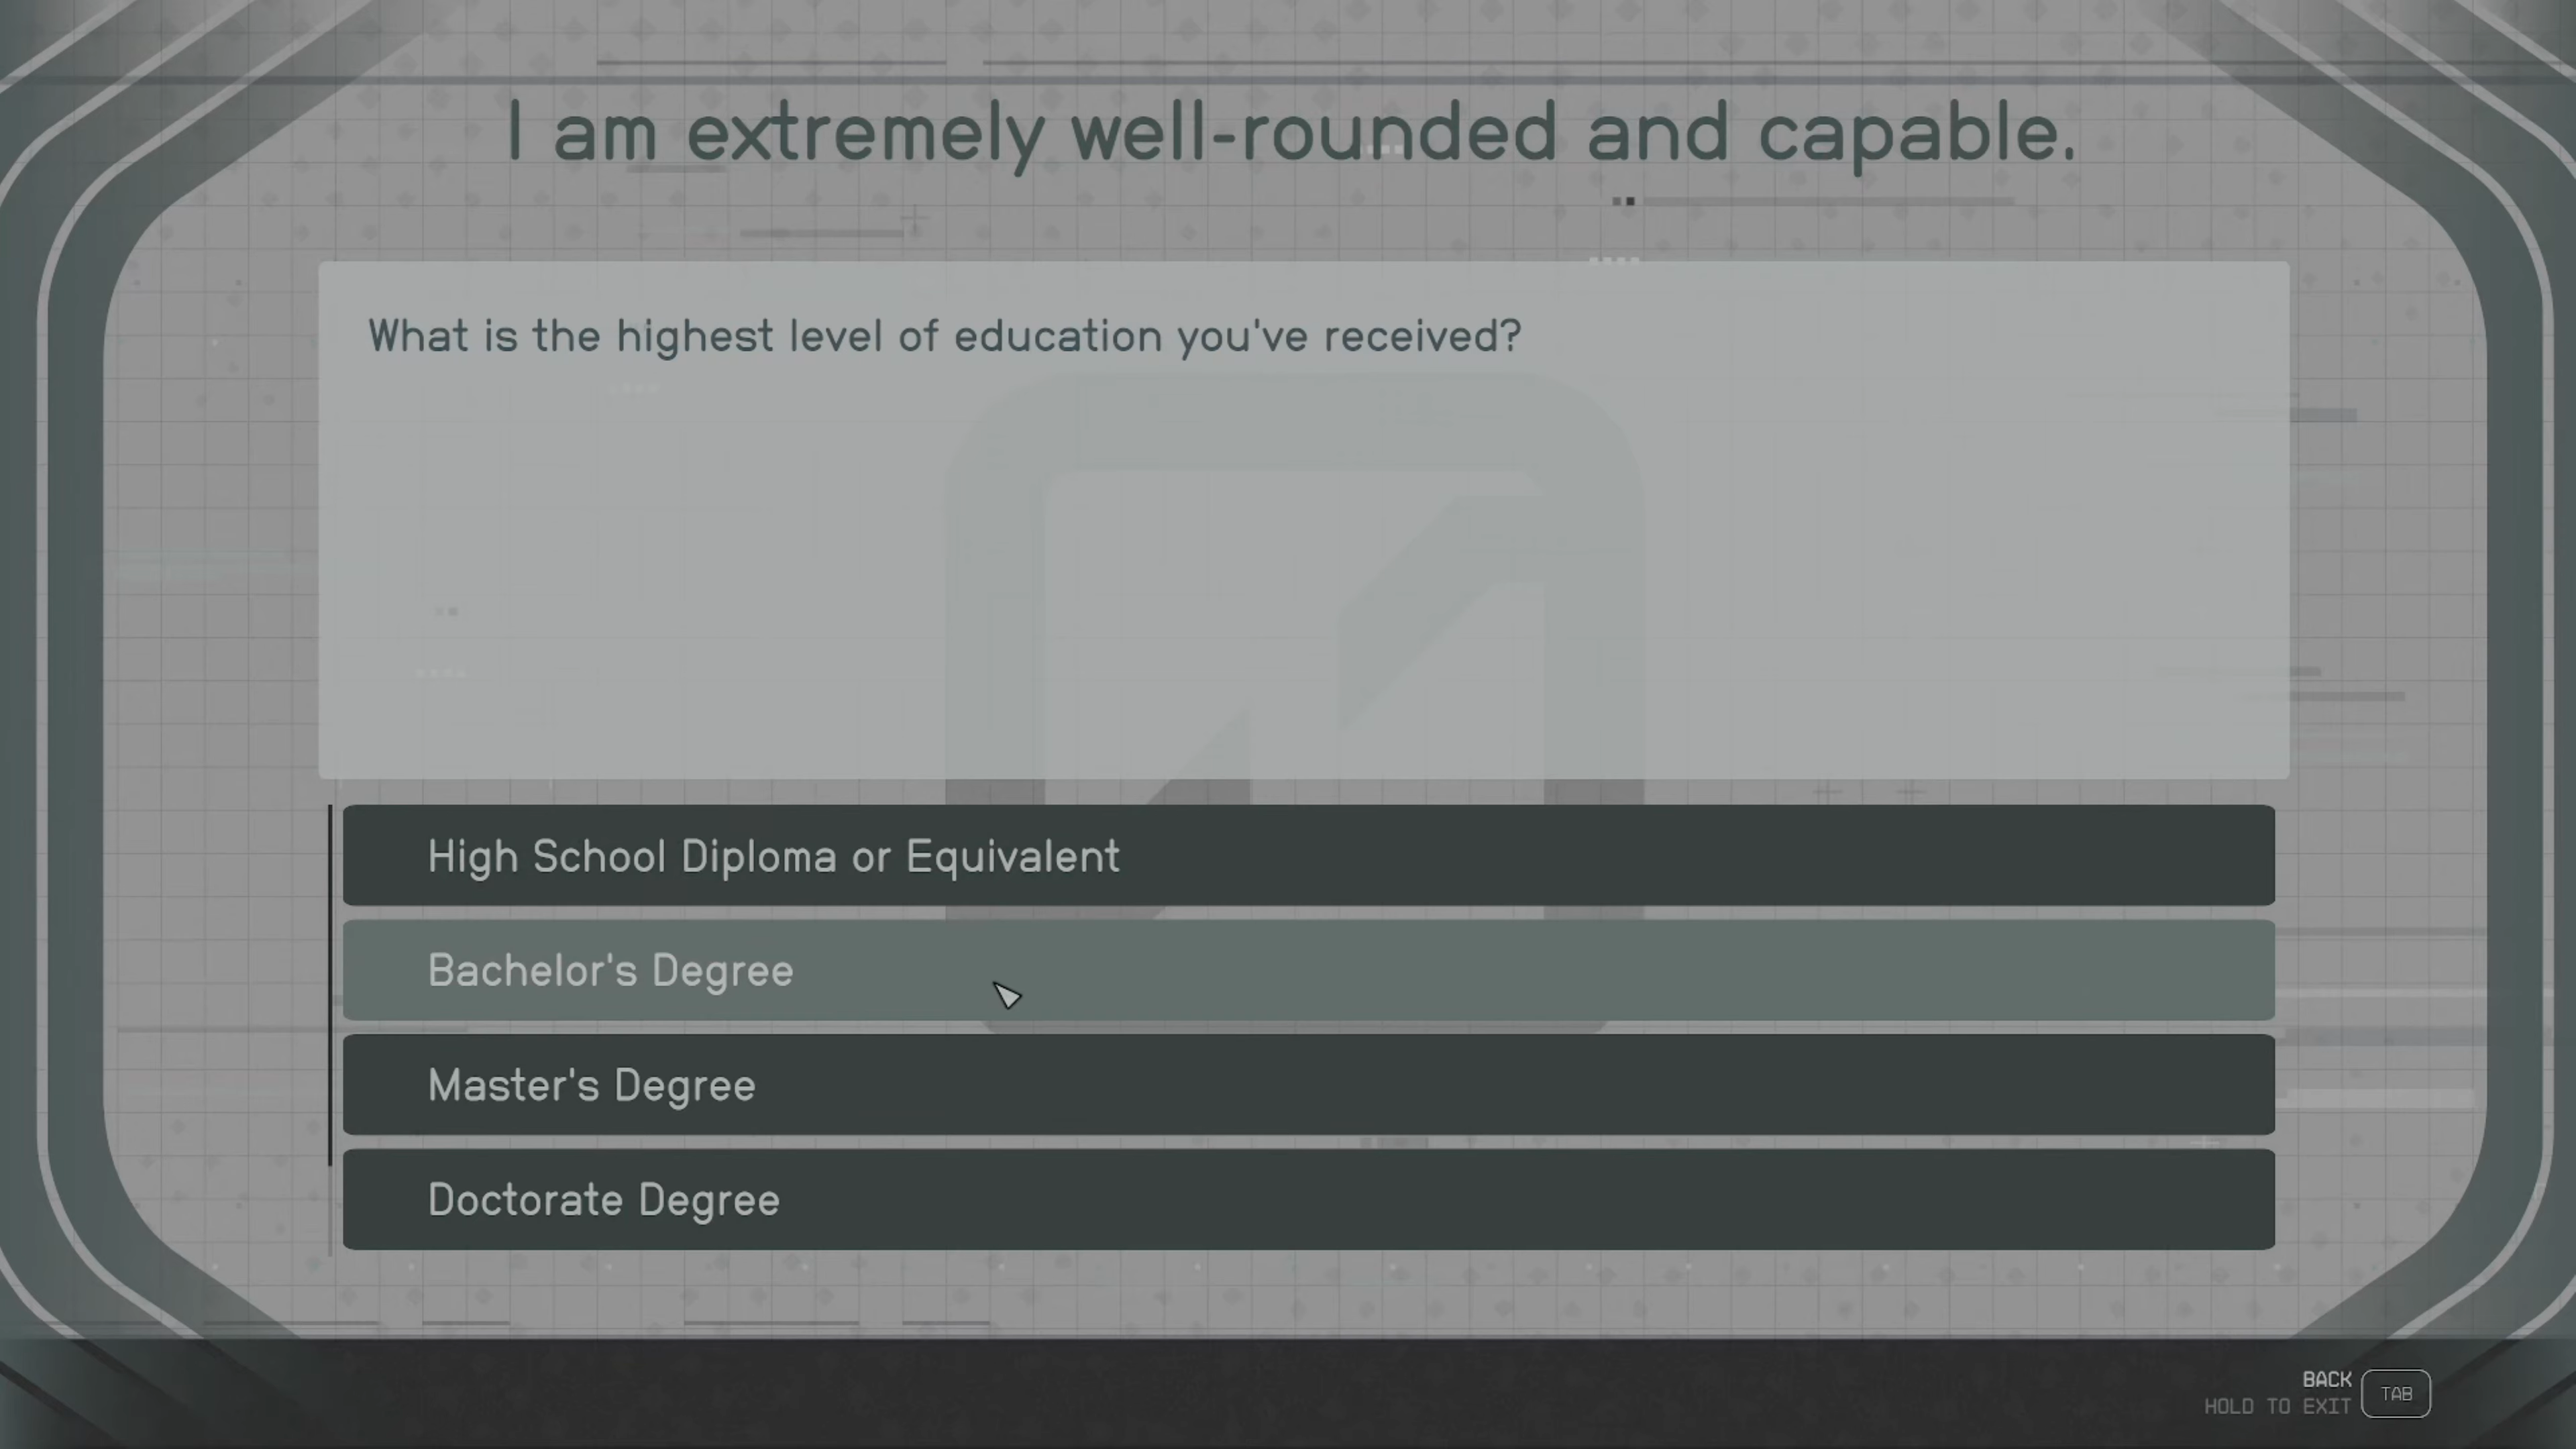 I am extremely well-rounded and capable.
What is the highest level of education you've received?
High School Diploma or Equivalent
Bachelor's Degree
Master's Degree
Doctorate Degree
BACK
HOLD TO EXIT
TAB